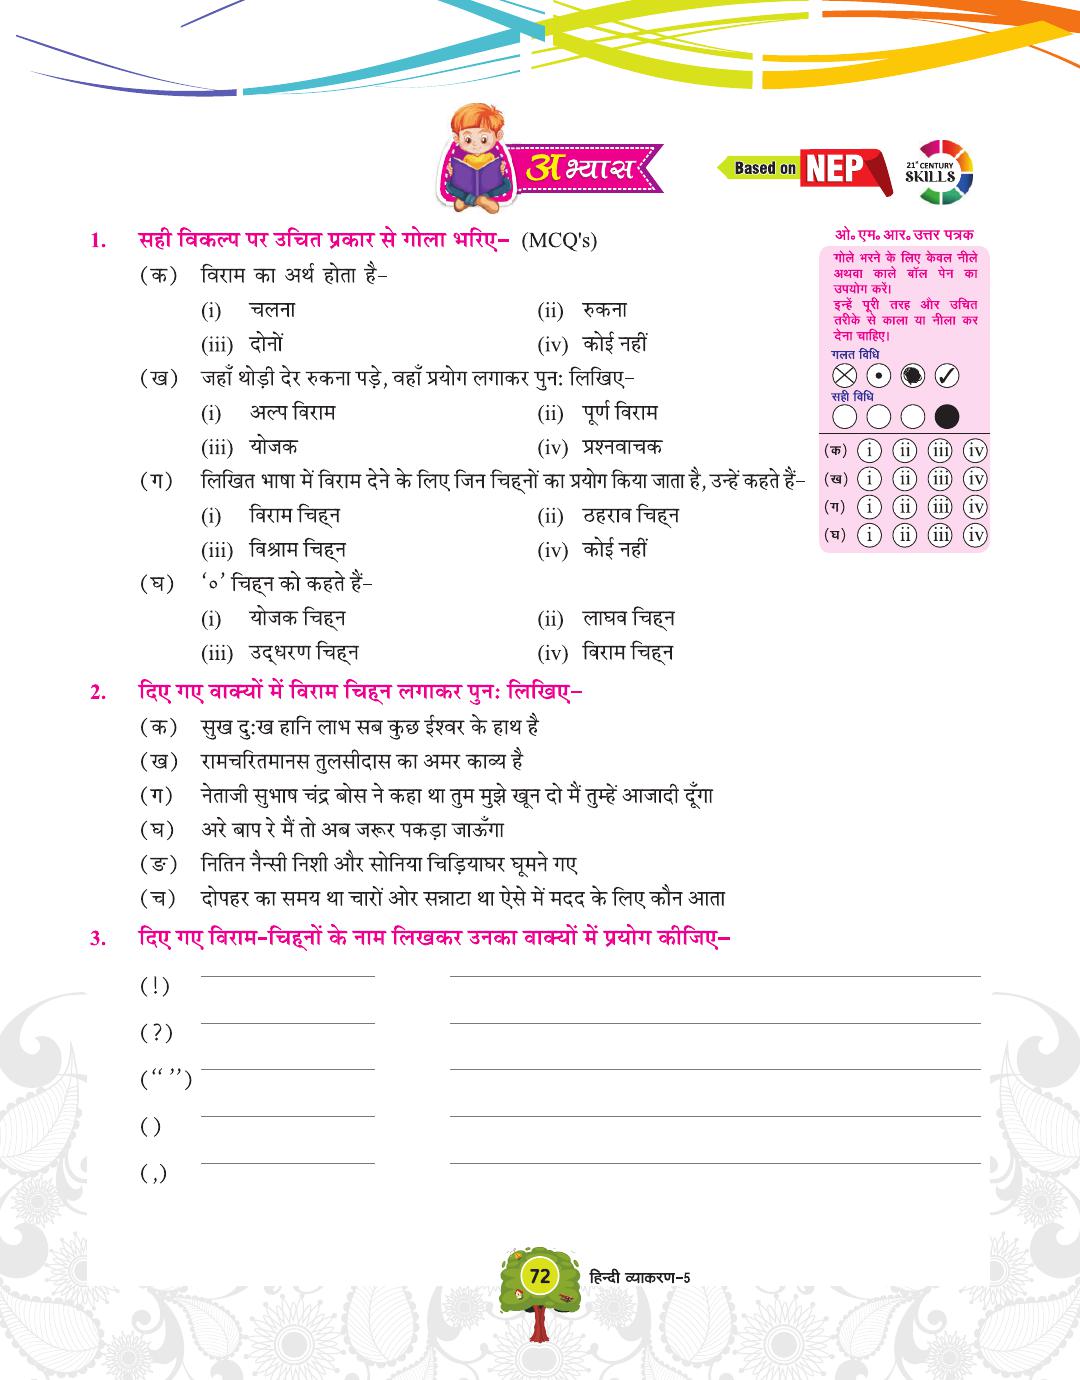 अभ्यास
Based on NEP
21st CENTURY
SKILLS
1. सही विकल्प पर उचित प्रकार से गोला भरिए– (MCQ's)
(क) विराम का अर्थ होता है–
(i) चलना (ii) रुकना
(iii) दोनों (iv) कोई नहीं
(ख) जहाँ थोड़ी देर रुकना पड़े, वहाँ प्रयोग लगाकर पुन: लिखिए–
(i) अल्प विराम (ii) पूर्ण विराम
(iii) योजक (iv) प्रश्नवाचक
(ग) लिखित भाषा में विराम देने के लिए जिन चिह्नों का प्रयोग किया जाता है, उन्हें कहते हैं–
(i) विराम चिह्न (ii) ठहराव चिह्न
(iii) विश्राम चिह्न (iv) कोई नहीं
(घ) ‘०’ चिह्न को कहते हैं–
(i) योजक चिह्न (ii) लाघव चिह्न
(iii) उद्धरण चिह्न (iv) विराम चिह्न
ओ॰ एम॰ आर॰ उत्तर पत्रक
गोले भरने के लिए केवल नीले
अथवा काले बॉल पेन का
उपयोग करें।
इन्हें पूरी तरह और उचित
तरीके से काला या नीला कर
देना चाहिए।
गलत विधि
सही विधि
(क) i ii iii iv
(ख) i ii iii iv
(ग) i ii iii iv
(घ) i ii iii iv
2. दिए गए वाक्यों में विराम चिह्न लगाकर पुनः लिखिए–
(क) सुख दु:ख हानि लाभ सब कुछ ईश्वर के हाथ है
(ख) रामचरितमानस तुलसीदास का अमर काव्य है
(ग) नेताजी सुभाष चंद्र बोस ने कहा था तुम मुझे खून दो मैं तुम्हें आजादी दूँगा
(घ) अरे बाप रे मैं तो अब जरूर पकड़ा जाऊँगा
(ङ) नितिन नैन्सी निशी और सोनिया चिड़ियाघर घूमने गए
(च) दोपहर का समय था चारों ओर सन्नाटा था ऐसे में मदद के लिए कौन आता
3. दिए गए विराम-चिह्नों के नाम लिखकर उनका वाक्यों में प्रयोग कीजिए–
(!)
(?)
(“ ”)
( )
(,)
72 हिन्दी व्याकरण-5